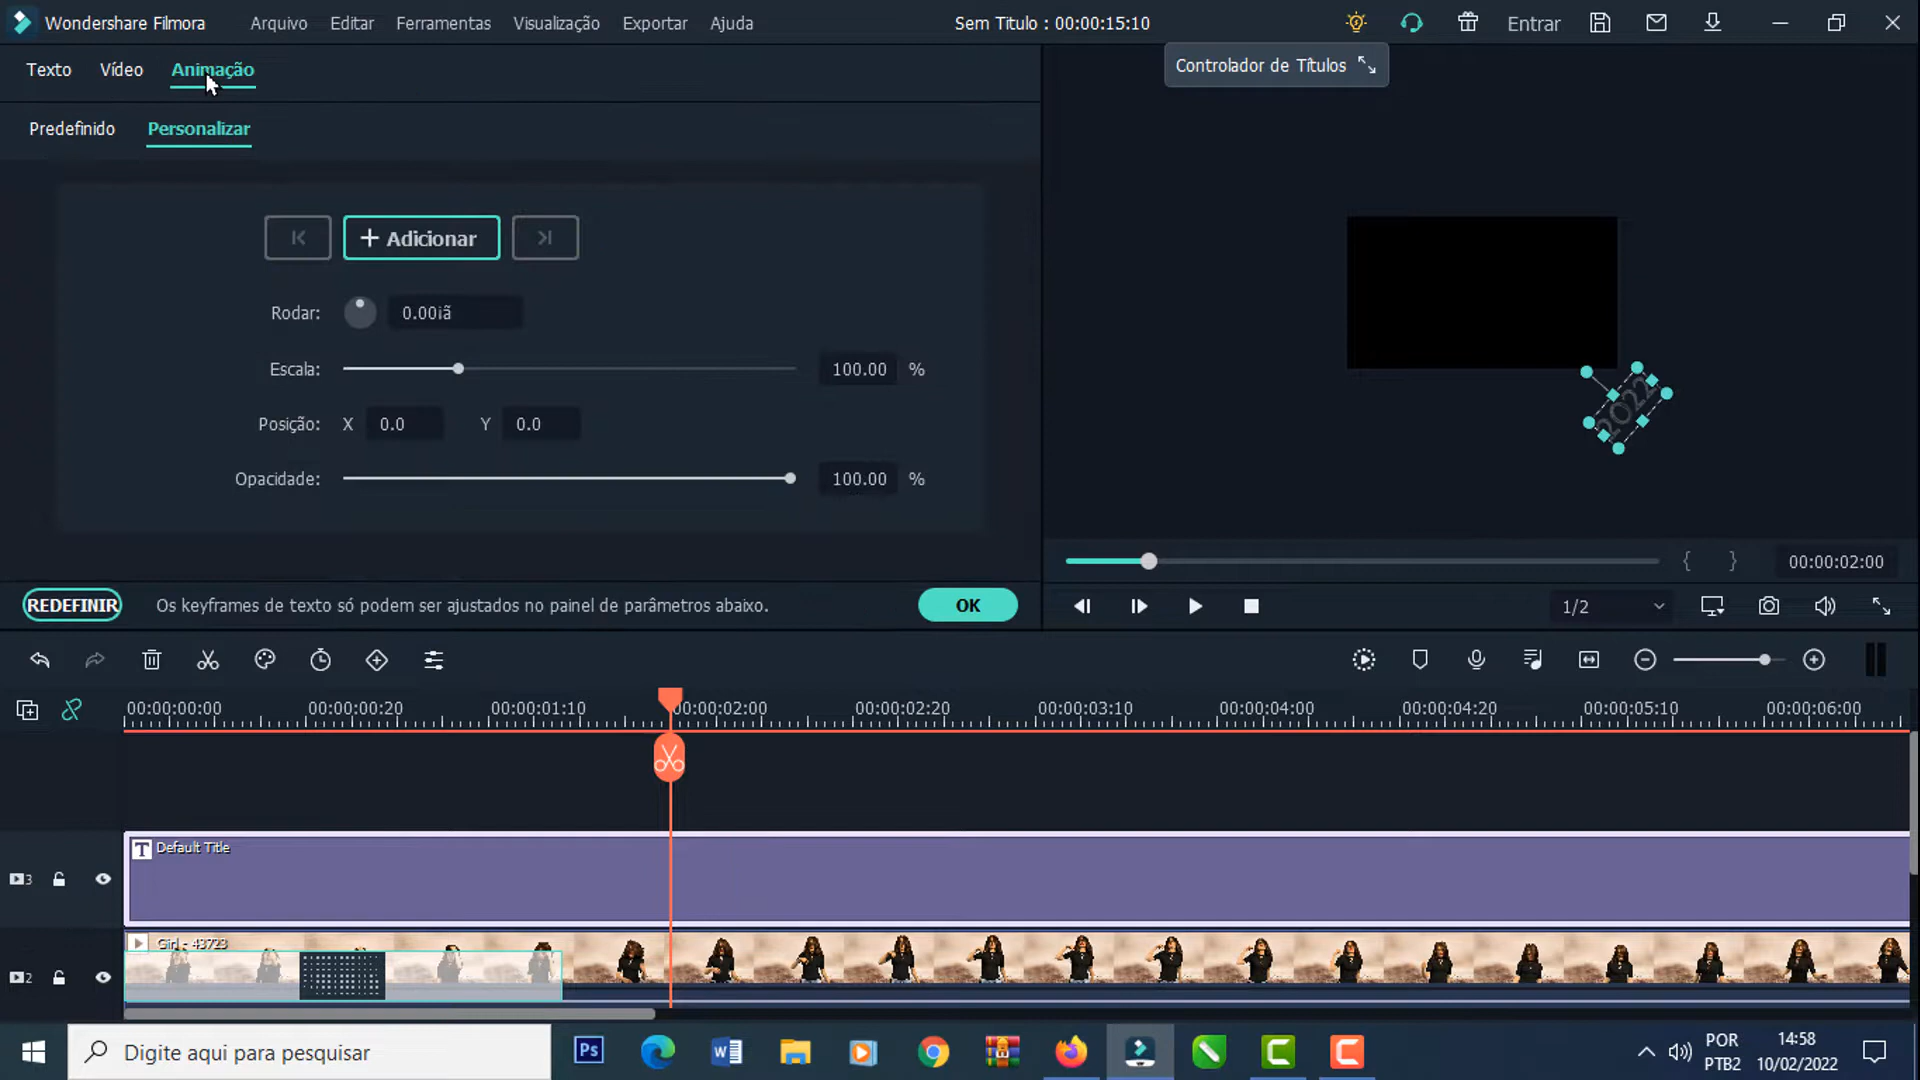 Wondershare Filmora Arquivo Editar Ferramentas Visualização Exportar Ajuda Sem Titulo : 00:00:15:10 Entrar
Controlador de Títulos
Texto Vídeo Animação
Predefinido Personalizar
Adicionar
Rodar: 0.00iã
Escala: 100.00 %
Posição: X 0.0 Y 0.0
Opacidade: 100.00 %
2022
{ } 00:00:02:00
REDEFINIR Os keyframes de texto só podem ser ajustados no painel de parâmetros abaixo. OK
1/2
00:00:00:00 00:00:00:20 00:00:01:10 00:00:02:00 00:00:02:20 00:00:03:10 00:00:04:00 00:00:04:20 00:00:05:10 00:00:06:00
T Default Title
3
Girl - 43723
2
Digite aqui para pesquisar
Ps
POR
PTB2
14:58
10/02/2022